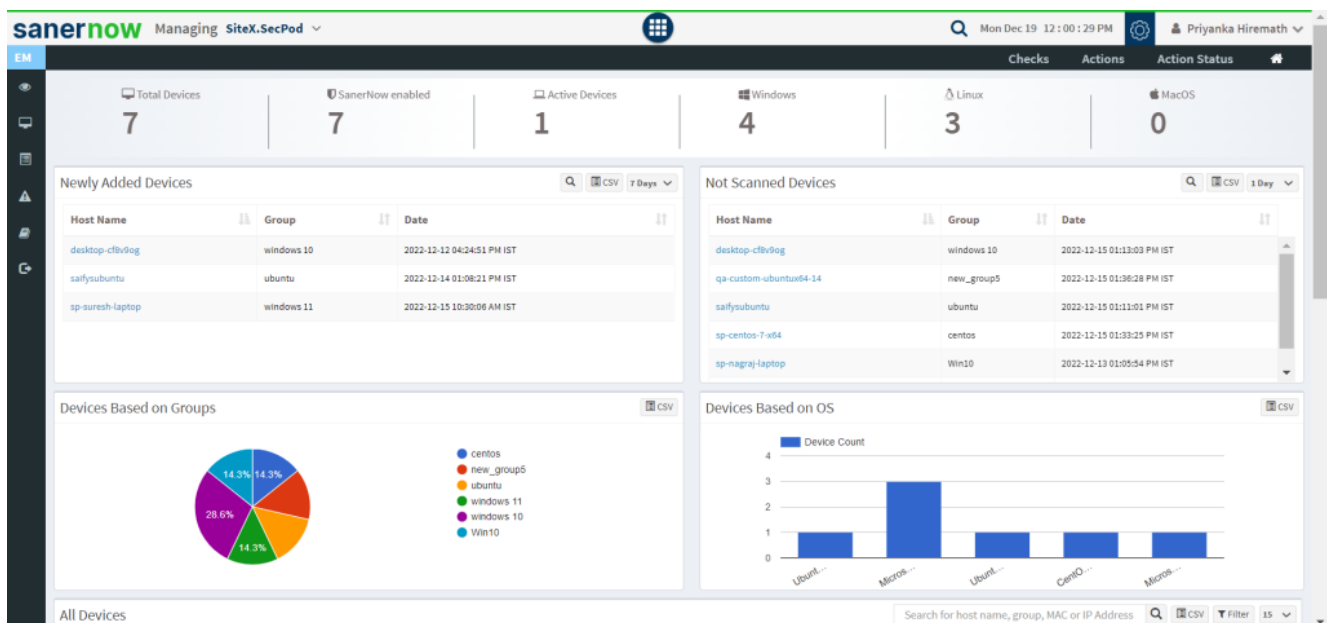 sanernow Managing SiteX.SecPod Mon Dec 19 12:00:29 PM Priyanka Hiremath
EM Checks Actions Action Status
Total Devices SanerNow enabled Active Devices Windows Linux MacOS
7 7 1 4 3 0
Newly Added Devices CSV 7 Days
Host Name Group Date
desktop-cf8v9og windows 10 2022-12-12 04:24:51 PM IST
saifysubuntu ubuntu 2022-12-14 01:08:21 PM IST
sp-suresh-laptop windows 11 2022-12-15 10:30:06 AM IST
Not Scanned Devices CSV 1 Day
Host Name Group Date
desktop-cf8v9og windows 10 2022-12-15 01:13:03 PM IST
qa-custom-ubuntux64-14 new_group5 2022-12-15 01:36:28 PM IST
saifysubuntu ubuntu 2022-12-15 01:11:01 PM IST
sp-centos-7-x64 centos 2022-12-15 01:33:25 PM IST
sp-nagraj-laptop Win10 2022-12-13 01:05:54 PM IST
Devices Based on Groups CSV
14.3% 14.3%
28.6%
14.3%
centos
new_group5
ubuntu
windows 11
windows 10
Win10
Devices Based on OS CSV
Device Count
4
3
2
1
0
Ubunt... Micros... Ubunt... CentO... Micros...
All Devices Search for host name, group, MAC or IP Address CSV Filter 15